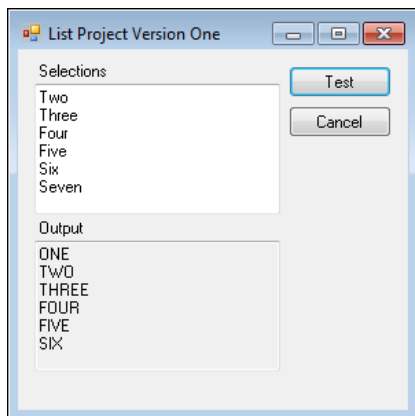 List Project Version One
Selections
Test
Two
Three
Four
Five
Six
Seven
Cancel
Output
ONE
TWO
THREE
FOUR
FIVE
SIX